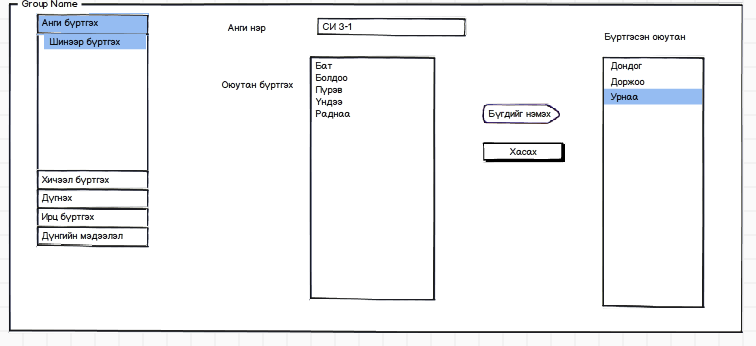 Group Name
Анги бүртгэх
Шинээр бүртгэх
Хичээл бүртгэх
Дүгнэх
Ирц бүртгэх
Дүнгийн мэдээлэл
Анги нэр
СИ 3-1
Оюутан бүртгэх
Бат
Болдоо
Пүрэв
Үндээ
Раднаа
Бүгдийг нэмэх
Хасах
Бүртгэсэн оюутан
Дондог
Доржоо
Урнаа